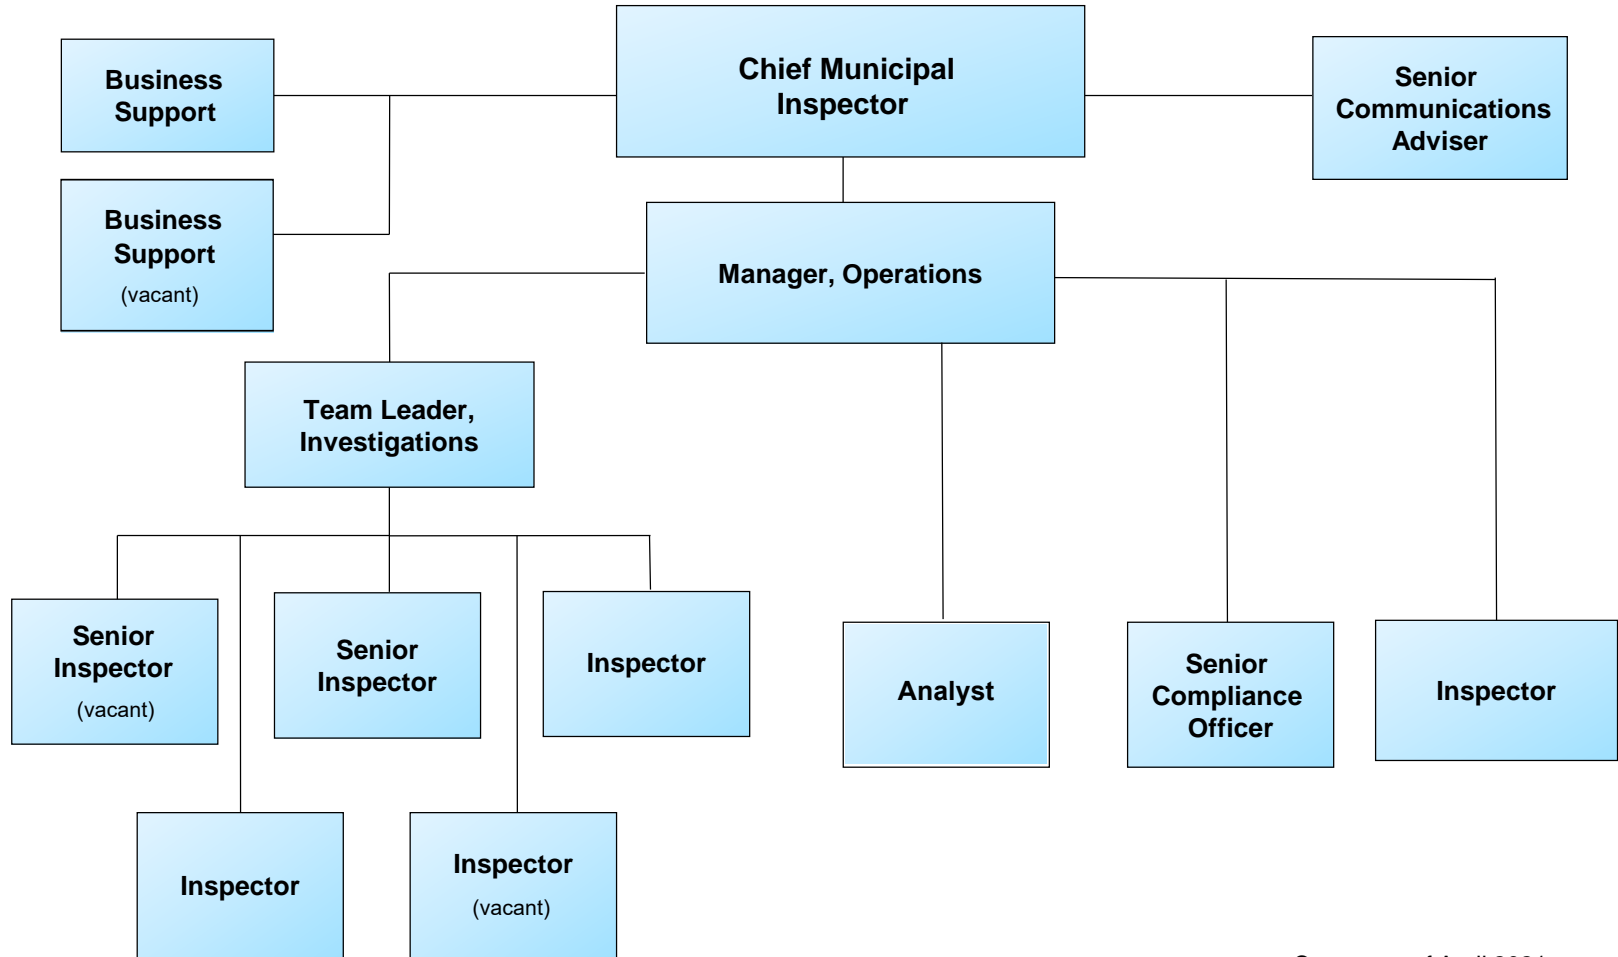 Business
Support
Chief Municipal
Inspector
Senior
Communications
Adviser
Business
Support
(vacant)
Manager, Operations
Team Leader,
Investigations
Senior
Inspector
(vacant)
Senior
Inspector
Inspector
Analyst
Senior
Compliance
Officer
Inspector
Inspector
Inspector
(vacant)